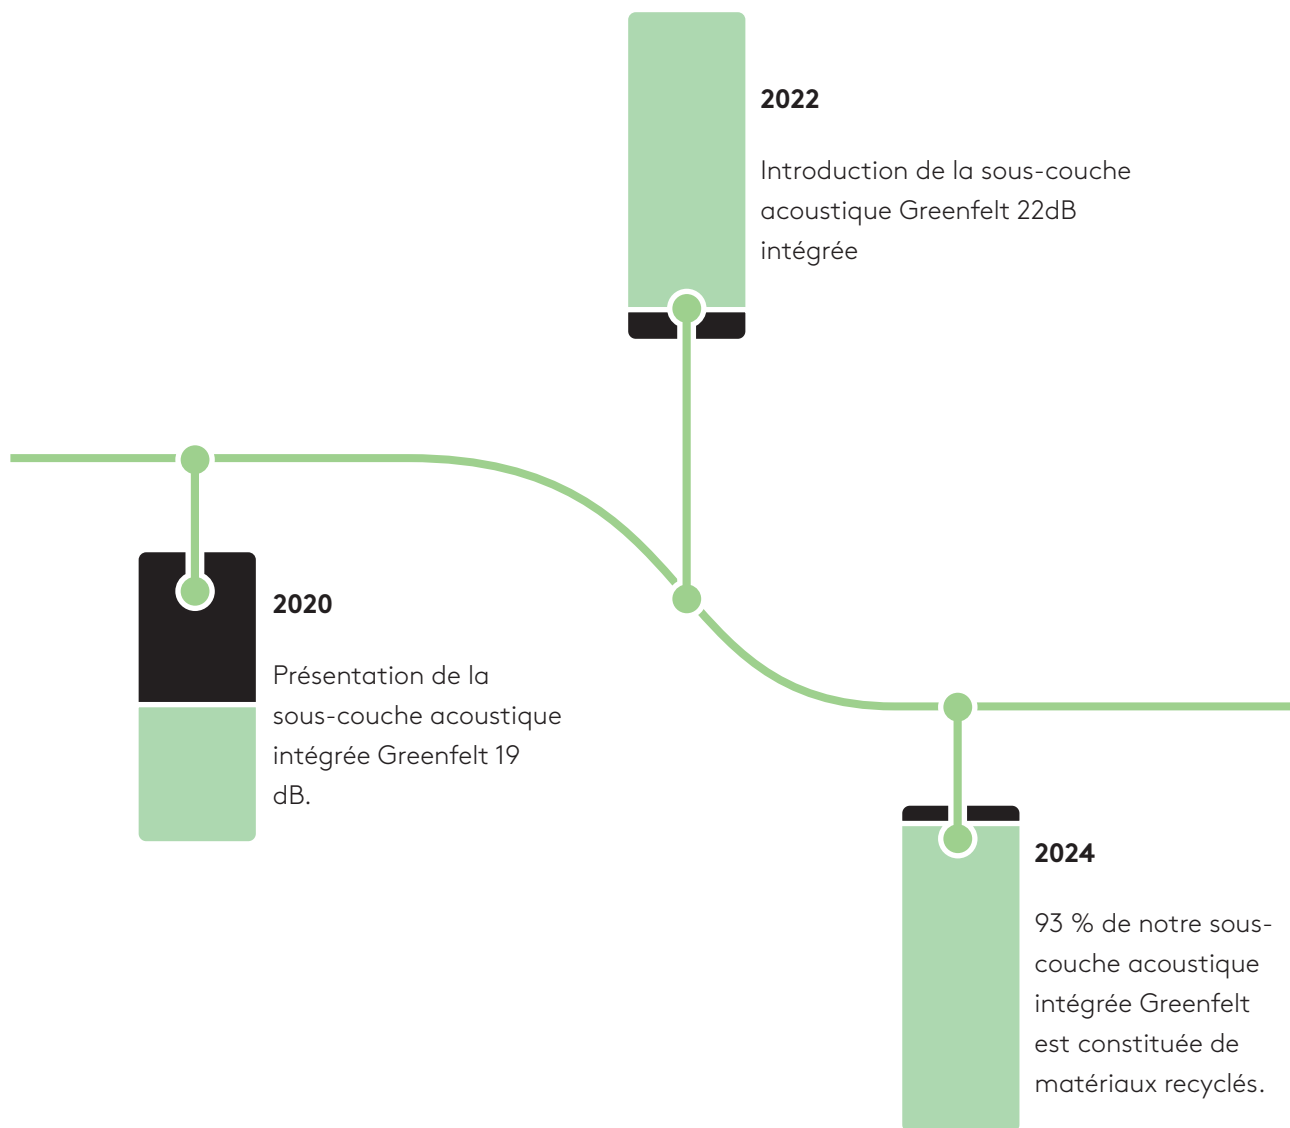 2022
Introduction de la sous-couche
acoustique Greenfelt 22dB
intégrée
2020
Présentation de la
sous-couche acoustique
intégrée Greenfelt 19
dB.
2024
93 % de notre sous-
couche acoustique
intégrée Greenfelt
est constituée de
matériaux recyclés.